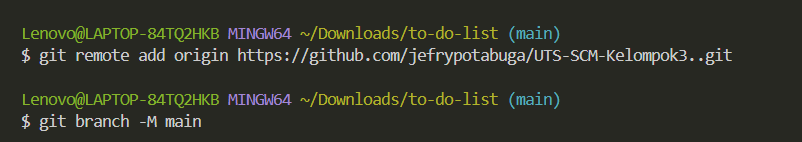 Lenovo@LAPTOP-84TQ2HKB MINGW64 ~/Downloads/to-do-list (main)
$ git remote add origin https://github.com/jefrypotabuga/UTS-SCM-Kelompok3..git
Lenovo@LAPTOP-84TQ2HKB MINGW64 ~/Downloads/to-do-list (main)
$ git branch -M main